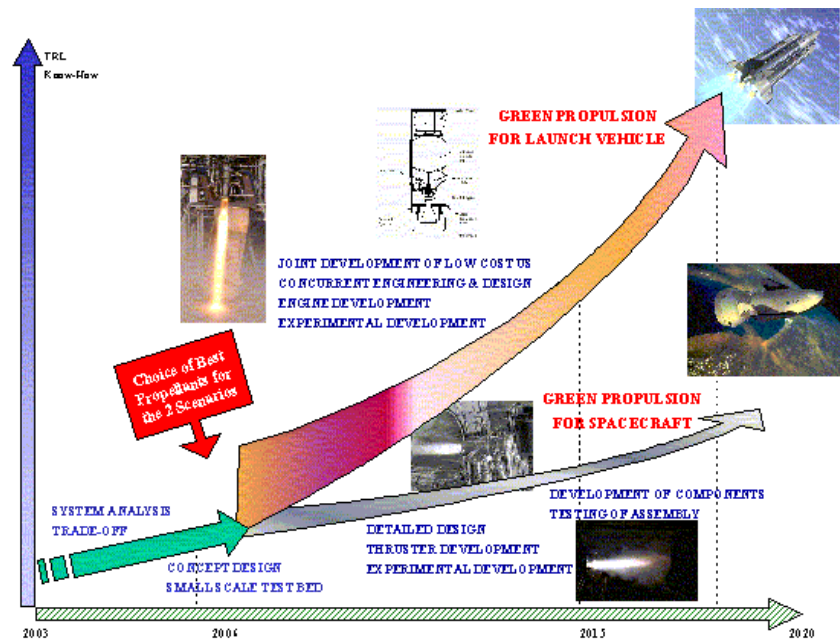 TRL
Know-How
GREEN PROPULSION
FOR LAUNCH VEHICLE
JOINT DEVELOPMENT OF LOW COST US
CONCURRENT ENGINEERING & DESIGN
ENGINE DEVELOPMENT
EXPERIMENTAL DEVELOPMENT
Choice of Best
Propellants for
the 2 Scenarios
GREEN PROPULSION
FOR SPACECRAFT
SYSTEM ANALYSIS
TRADE-OFF
DEVELOPMENT OF COMPONENTS
TESTING OF ASSEMBLY
DETAILED DESIGN
THRUSTER DEVELOPMENT
EXPERIMENTAL DEVELOPMENT
CONCEPT DESIGN
SMALL SCALE TEST BED
2003
2006
2015
2020